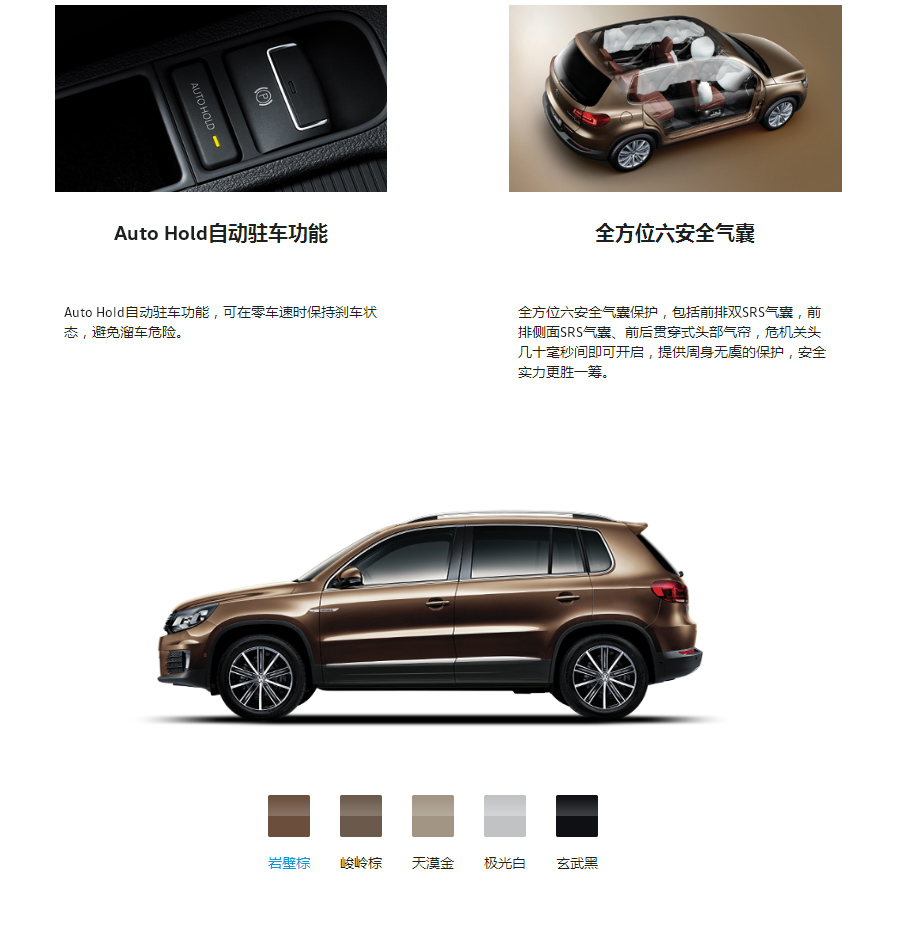 AUTO HOLD
Auto Hold自动驻车功能
Auto Hold自动驻车功能，可在零车速时保持刹车状
态，避免溜车危险。
全方位六安全气囊
全方位六安全气囊保护，包括前排双SRS气囊，前
排侧面SRS气囊、前后贯穿式头部气帘，危机关头
几十毫秒间即可开启，提供周身无虞的保护，安全
实力更胜一筹。
岩壁棕
峻岭棕
天漠金
极光白
玄武黑